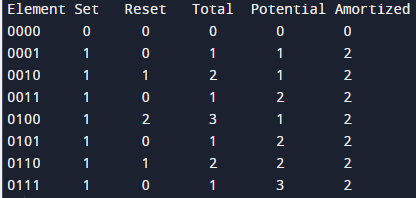 Element Set Reset Total Potential Amortized
0000 0 0 0 0 0
0001 1 0 1 1 2
0010 1 1 2 1 2
0011 1 0 1 2 2
0100 1 2 3 1 2
0101 1 0 1 2 2
0110 1 1 2 2 2
0111 1 0 1 3 2